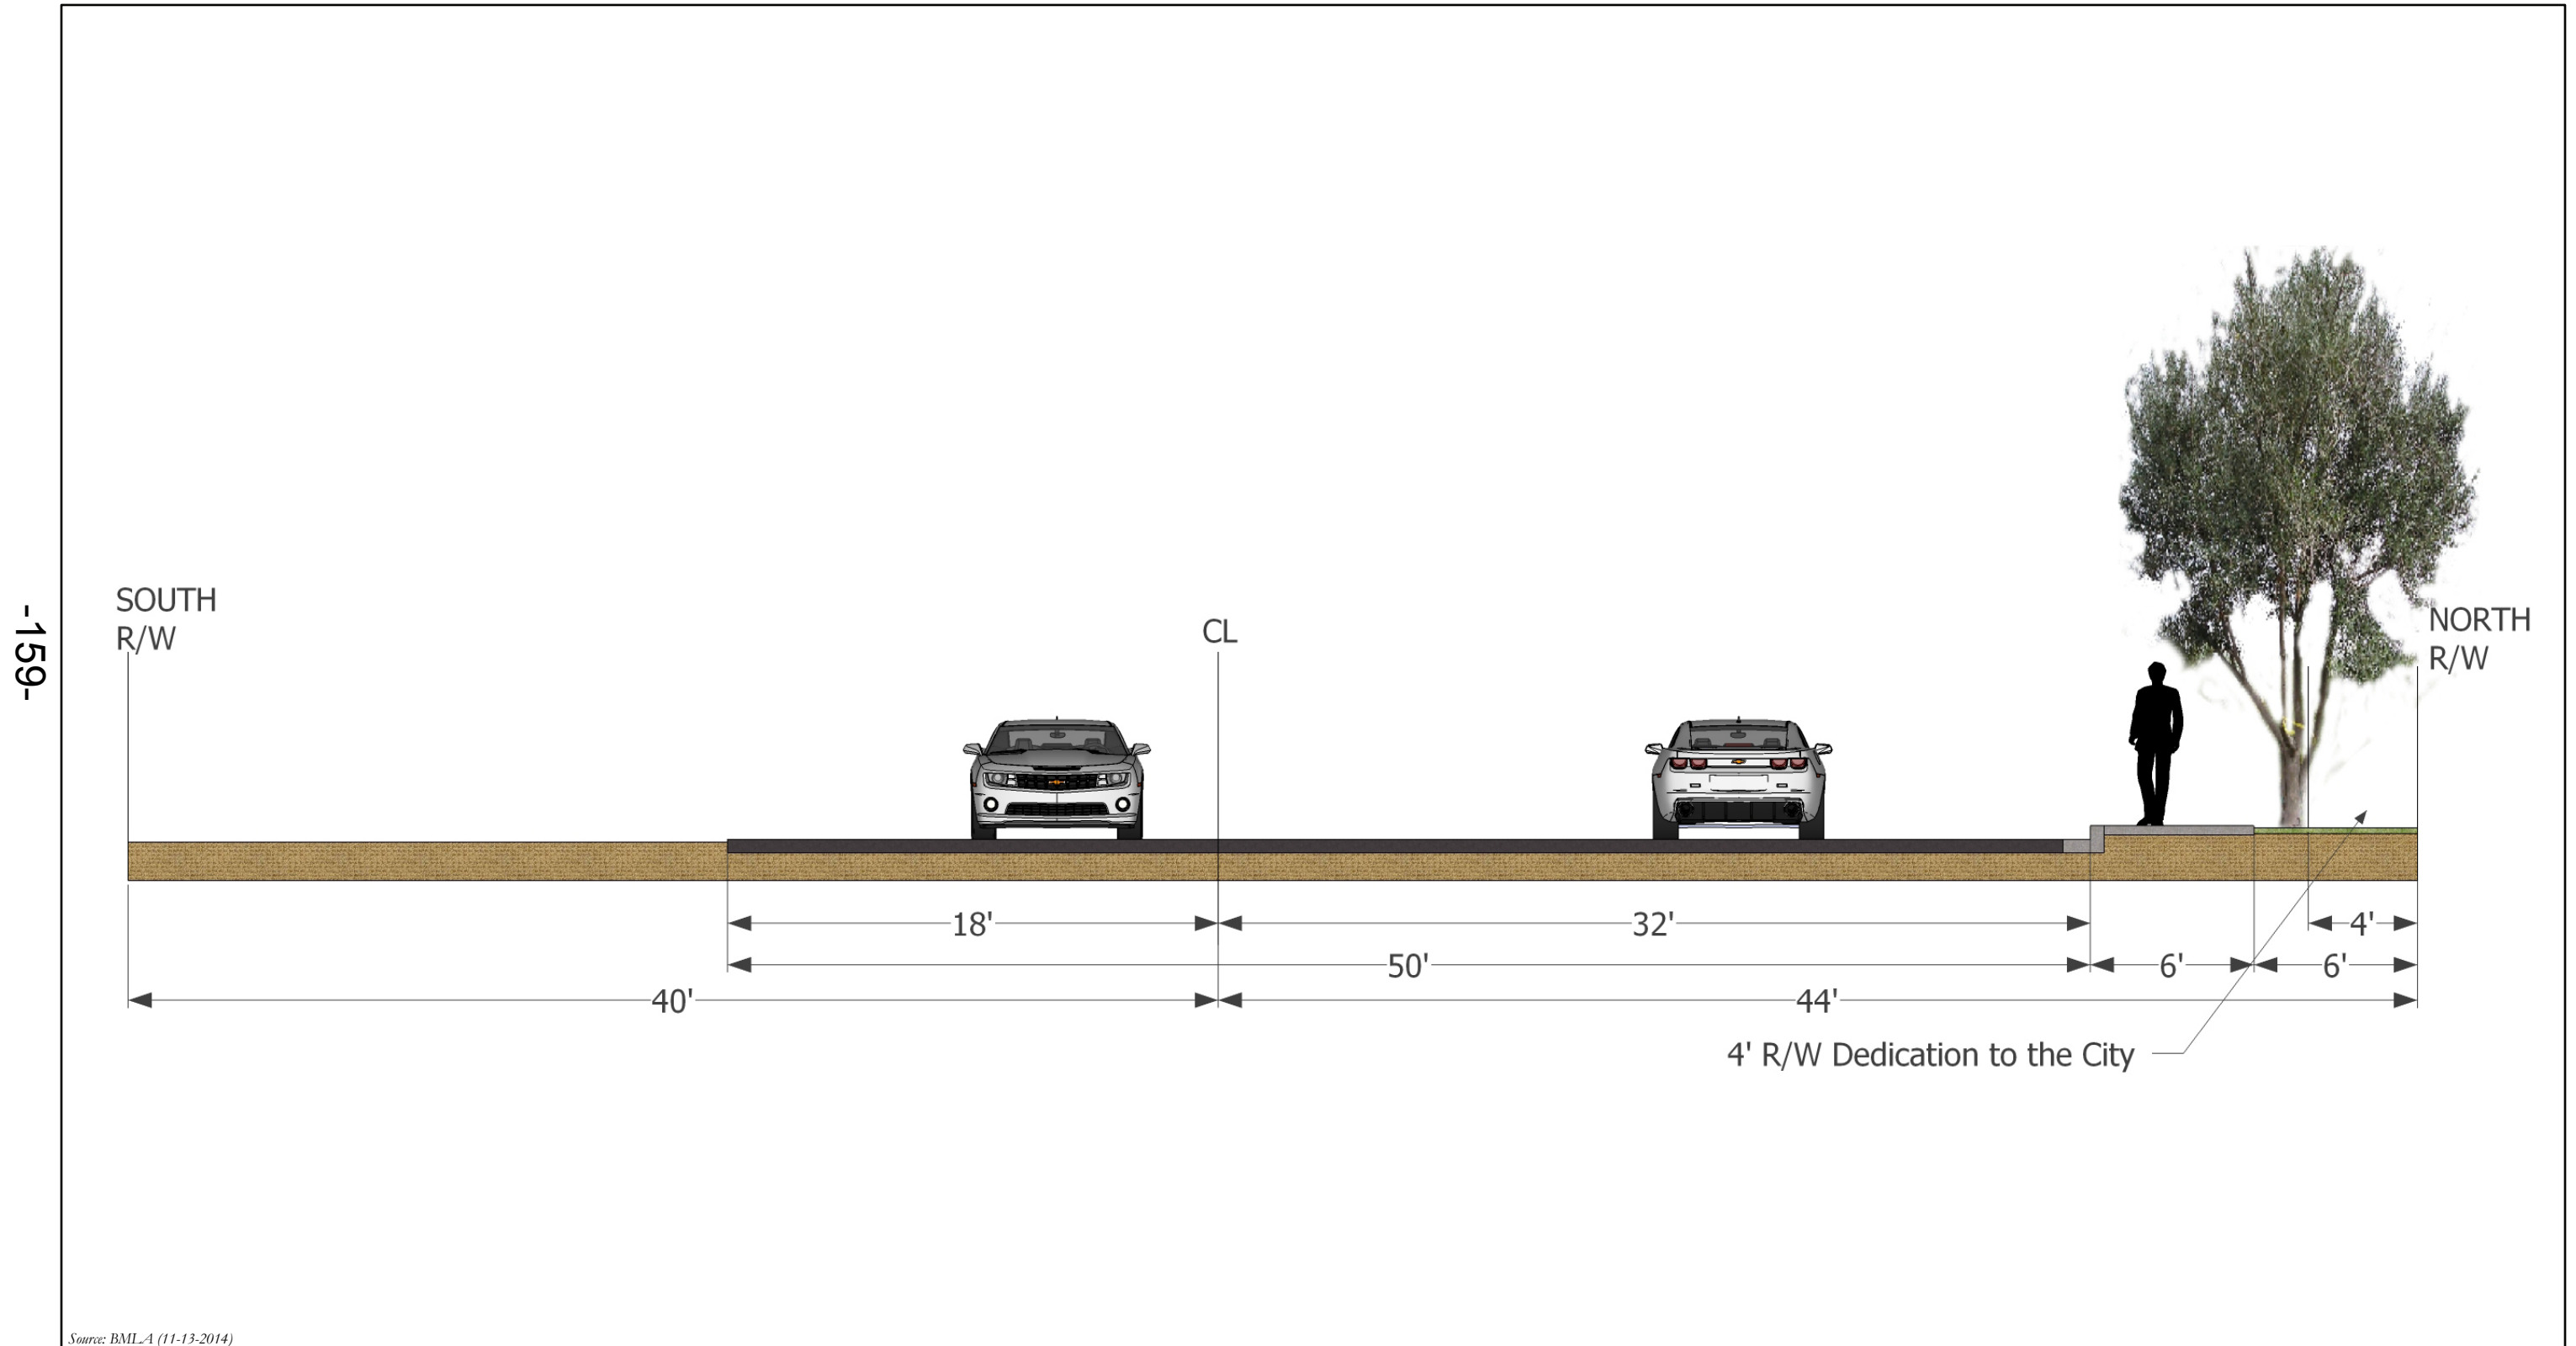 -159-
SOUTH
R/W
CL
NORTH
R/W
18'
32'
4'
50'
6'
6'
40'
44'
4' R/W Dedication to the City
Source: BMLA (11-13-2014)